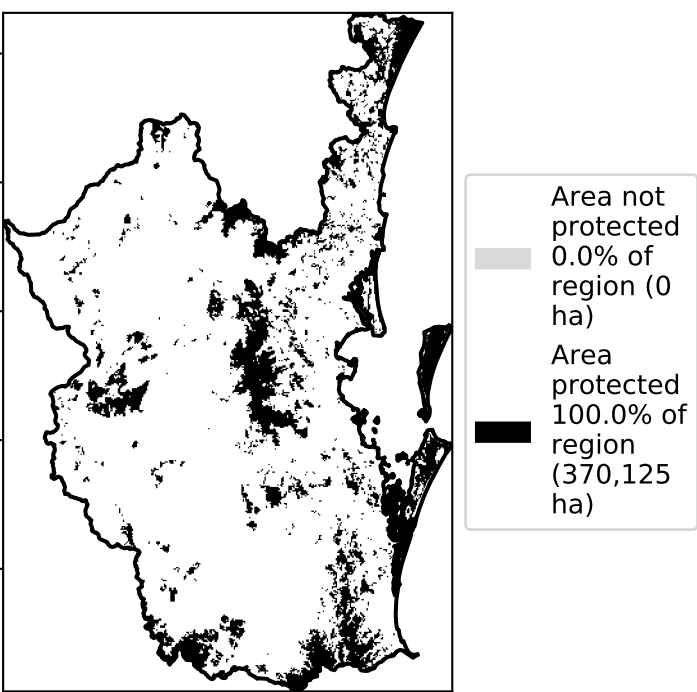 Area not
protected
0.0% of
region (0
ha)
Area
protected
100.0% of
region
(370,125
ha)